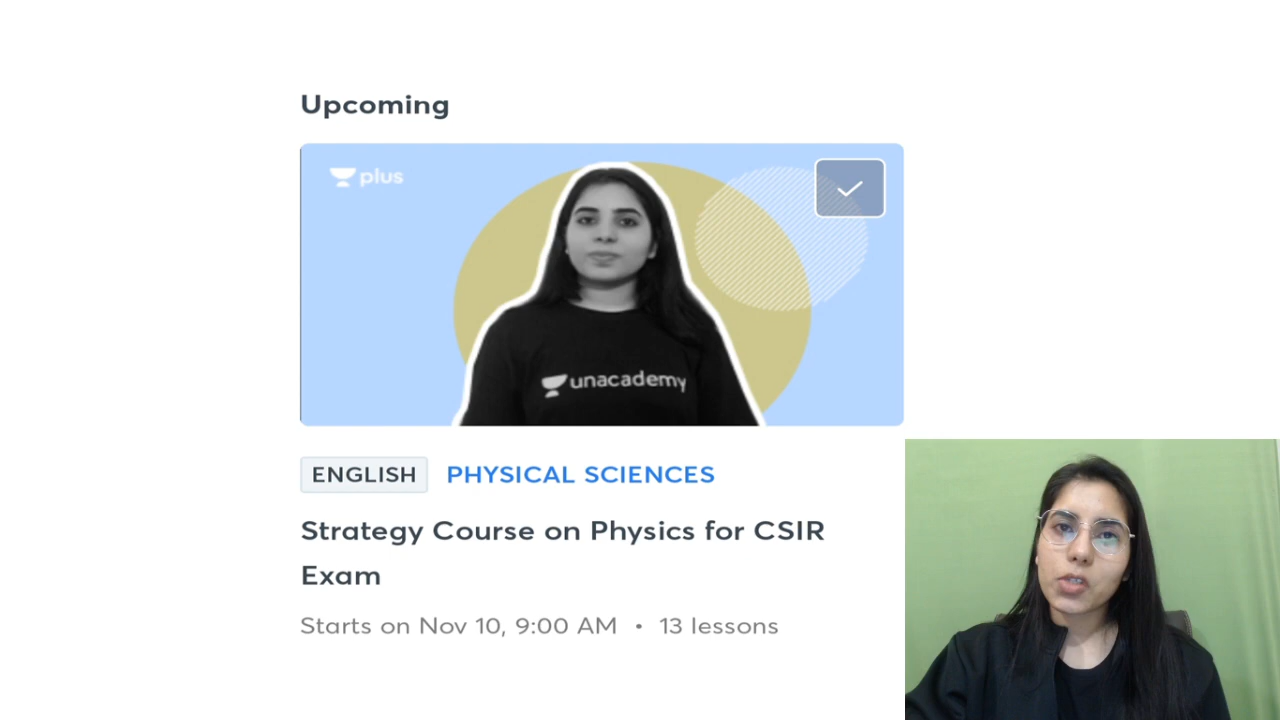 Upcoming
plus
unacademy
ENGLISH PHYSICAL SCIENCES
Strategy Course on Physics for CSIR
Exam
Starts on Nov 10, 9:00 AM • 13 lessons